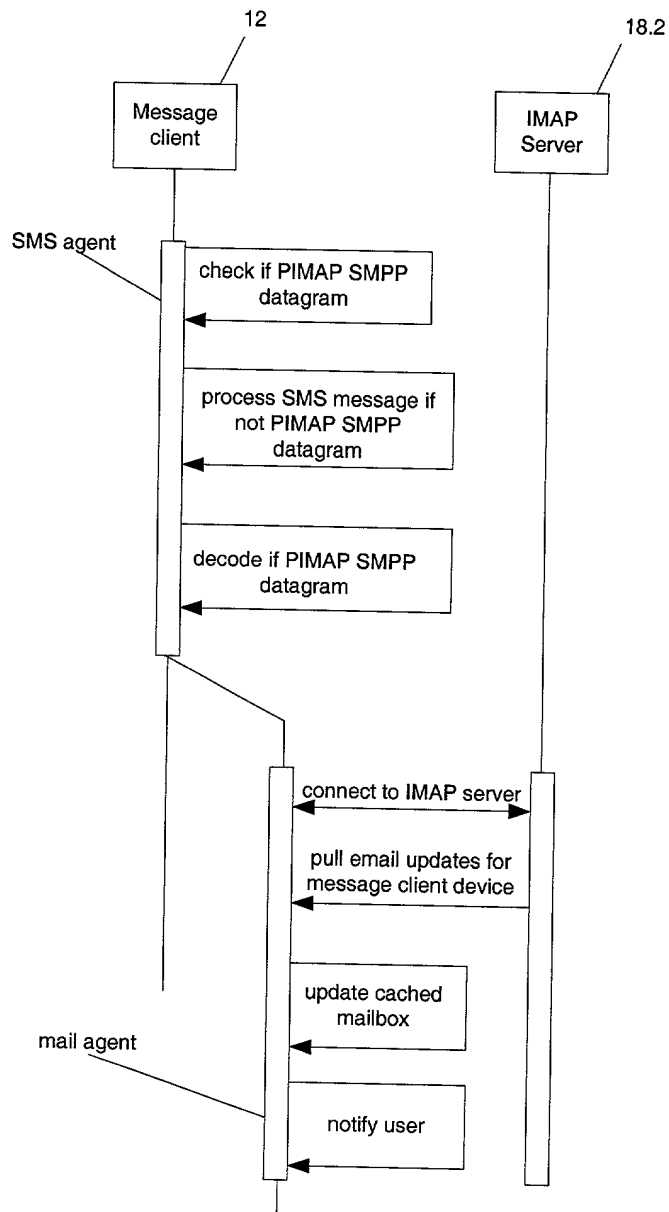 12
18.2
Message
client
IMAP
Server
SMS agent
check if PIMAP SMPP
datagram
process SMS message if
not PIMAP SMPP
datagram
decode if PIMAP SMPP
datagram
connect to IMAP server
pull email updates for
message client device
update cached
mailbox
mail agent
notify user